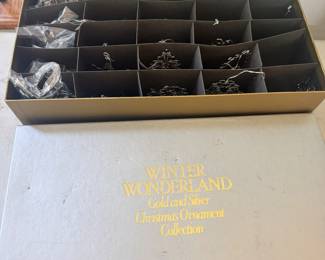 WINTER
WONDERLAND
Gold and Silver
Christmas Ornament
Collection